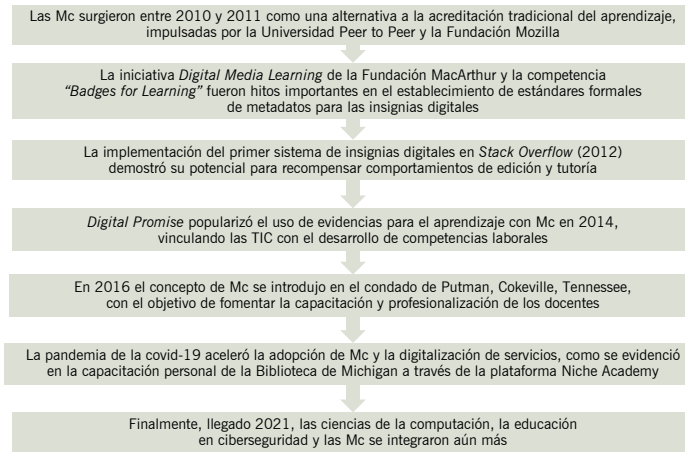 Las Mc surgieron entre 2010 y 2011 como una alternativa a la acreditación tradicional del aprendizaje,
impulsadas por la Universidad Peer to Peer y la Fundación Mozilla
La iniciativa Digital Media Learning de la Fundación MacArthur y la competencia
“Badges for Learning” fueron hitos importantes en el establecimiento de estándares formales
de metadatos para las insignias digitales
La implementación del primer sistema de insignias digitales en Stack Overflow (2012)
demostró su potencial para recompensar comportamientos de edición y tutoría
Digital Promise popularizó el uso de evidencias para el aprendizaje con Mc en 2014,
vinculando las TIC con el desarrollo de competencias laborales
En 2016 el concepto de Mc se introdujo en el condado de Putman, Cokeville, Tennessee,
con el objetivo de fomentar la capacitación y profesionalización de los docentes
La pandemia de la covid-19 aceleró la adopción de Mc y la digitalización de servicios, como se evidenció
en la capacitación personal de la Biblioteca de Michigan a través de la plataforma Niche Academy
Finalmente, llegado 2021, las ciencias de la computación, la educación
en ciberseguridad y las Mc se integraron aún más